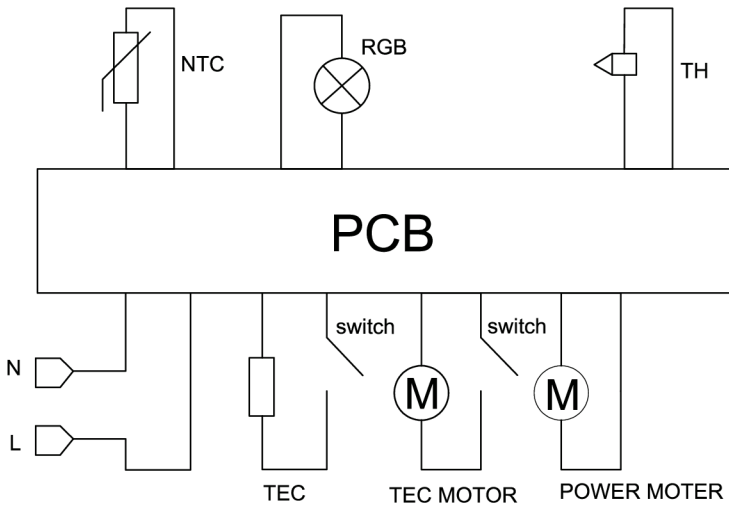 NTC
RGB
TH
PCB
N
switch
switch
M
M
L
TEC
TEC MOTOR
POWER MOTER